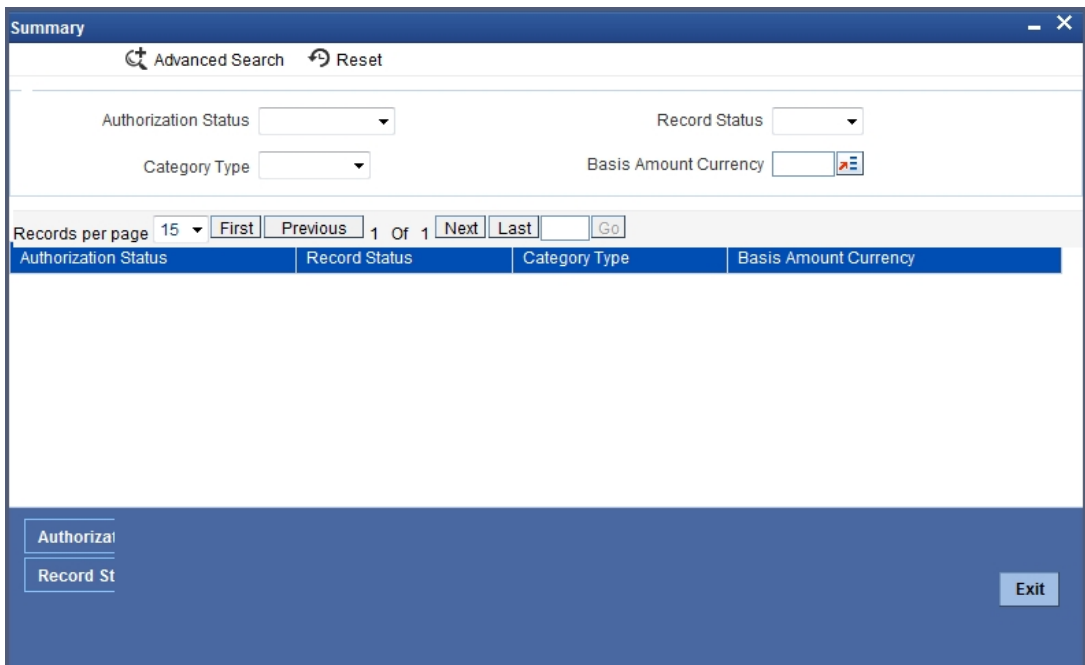 Summary
Advanced Search Reset
Authorization Status Record Status
Category Type Basis Amount Currency
Records per page 15 First Previous 1 Of 1 Next Last Go
Authorization Status Record Status Category Type Basis Amount Currency
Authorizat
Record St
Exit